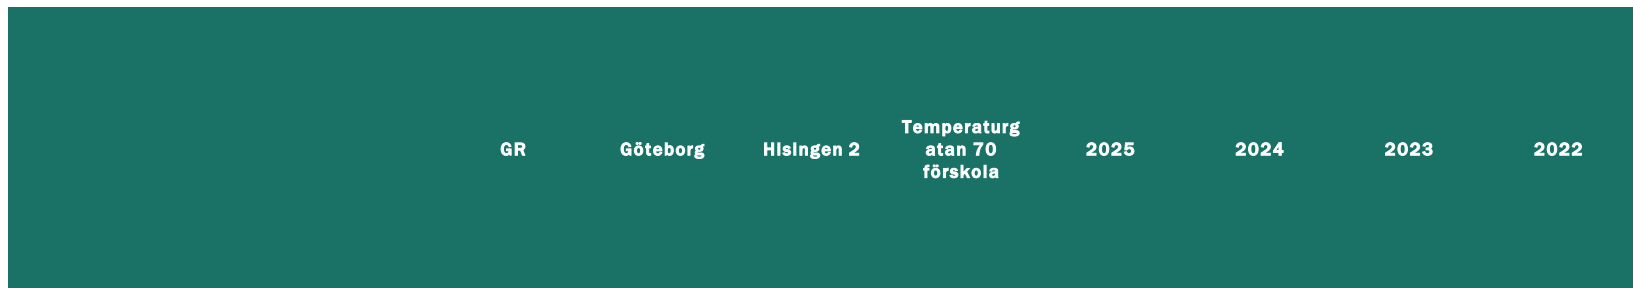 GR Göteborg Hisingen 2 Temperaturg
atan 70
förskola 2025 2024 2023 2022